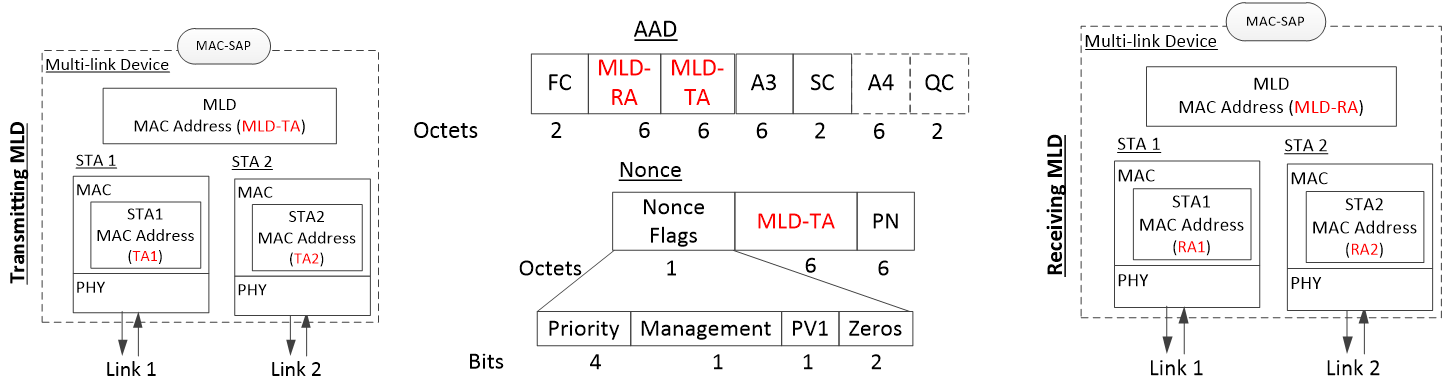 Transmitting MLD
MAC-SAP
Multi-link Device
MLD
MAC Address (MLD-TA)
STA 1
MAC
STA1
MAC Address
(TA1)
PHY
Link 1
STA 2
MAC
STA2
MAC Address
(TA2)
PHY
Link 2
AAD
FC MLD-RA MLD-TA A3 SC A4 QC
Octets 2 6 6 6 2 6 2
Nonce
Nonce Flags MLD-TA PN
Octets 1 6 6
Priority Management PV1 Zeros
Bits 4 1 1 2
Receiving MLD
MAC-SAP
Multi-link Device
MLD
MAC Address (MLD-RA)
STA 1
MAC
STA1
MAC Address
(RA1)
PHY
Link 1
STA 2
MAC
STA2
MAC Address
(RA2)
PHY
Link 2